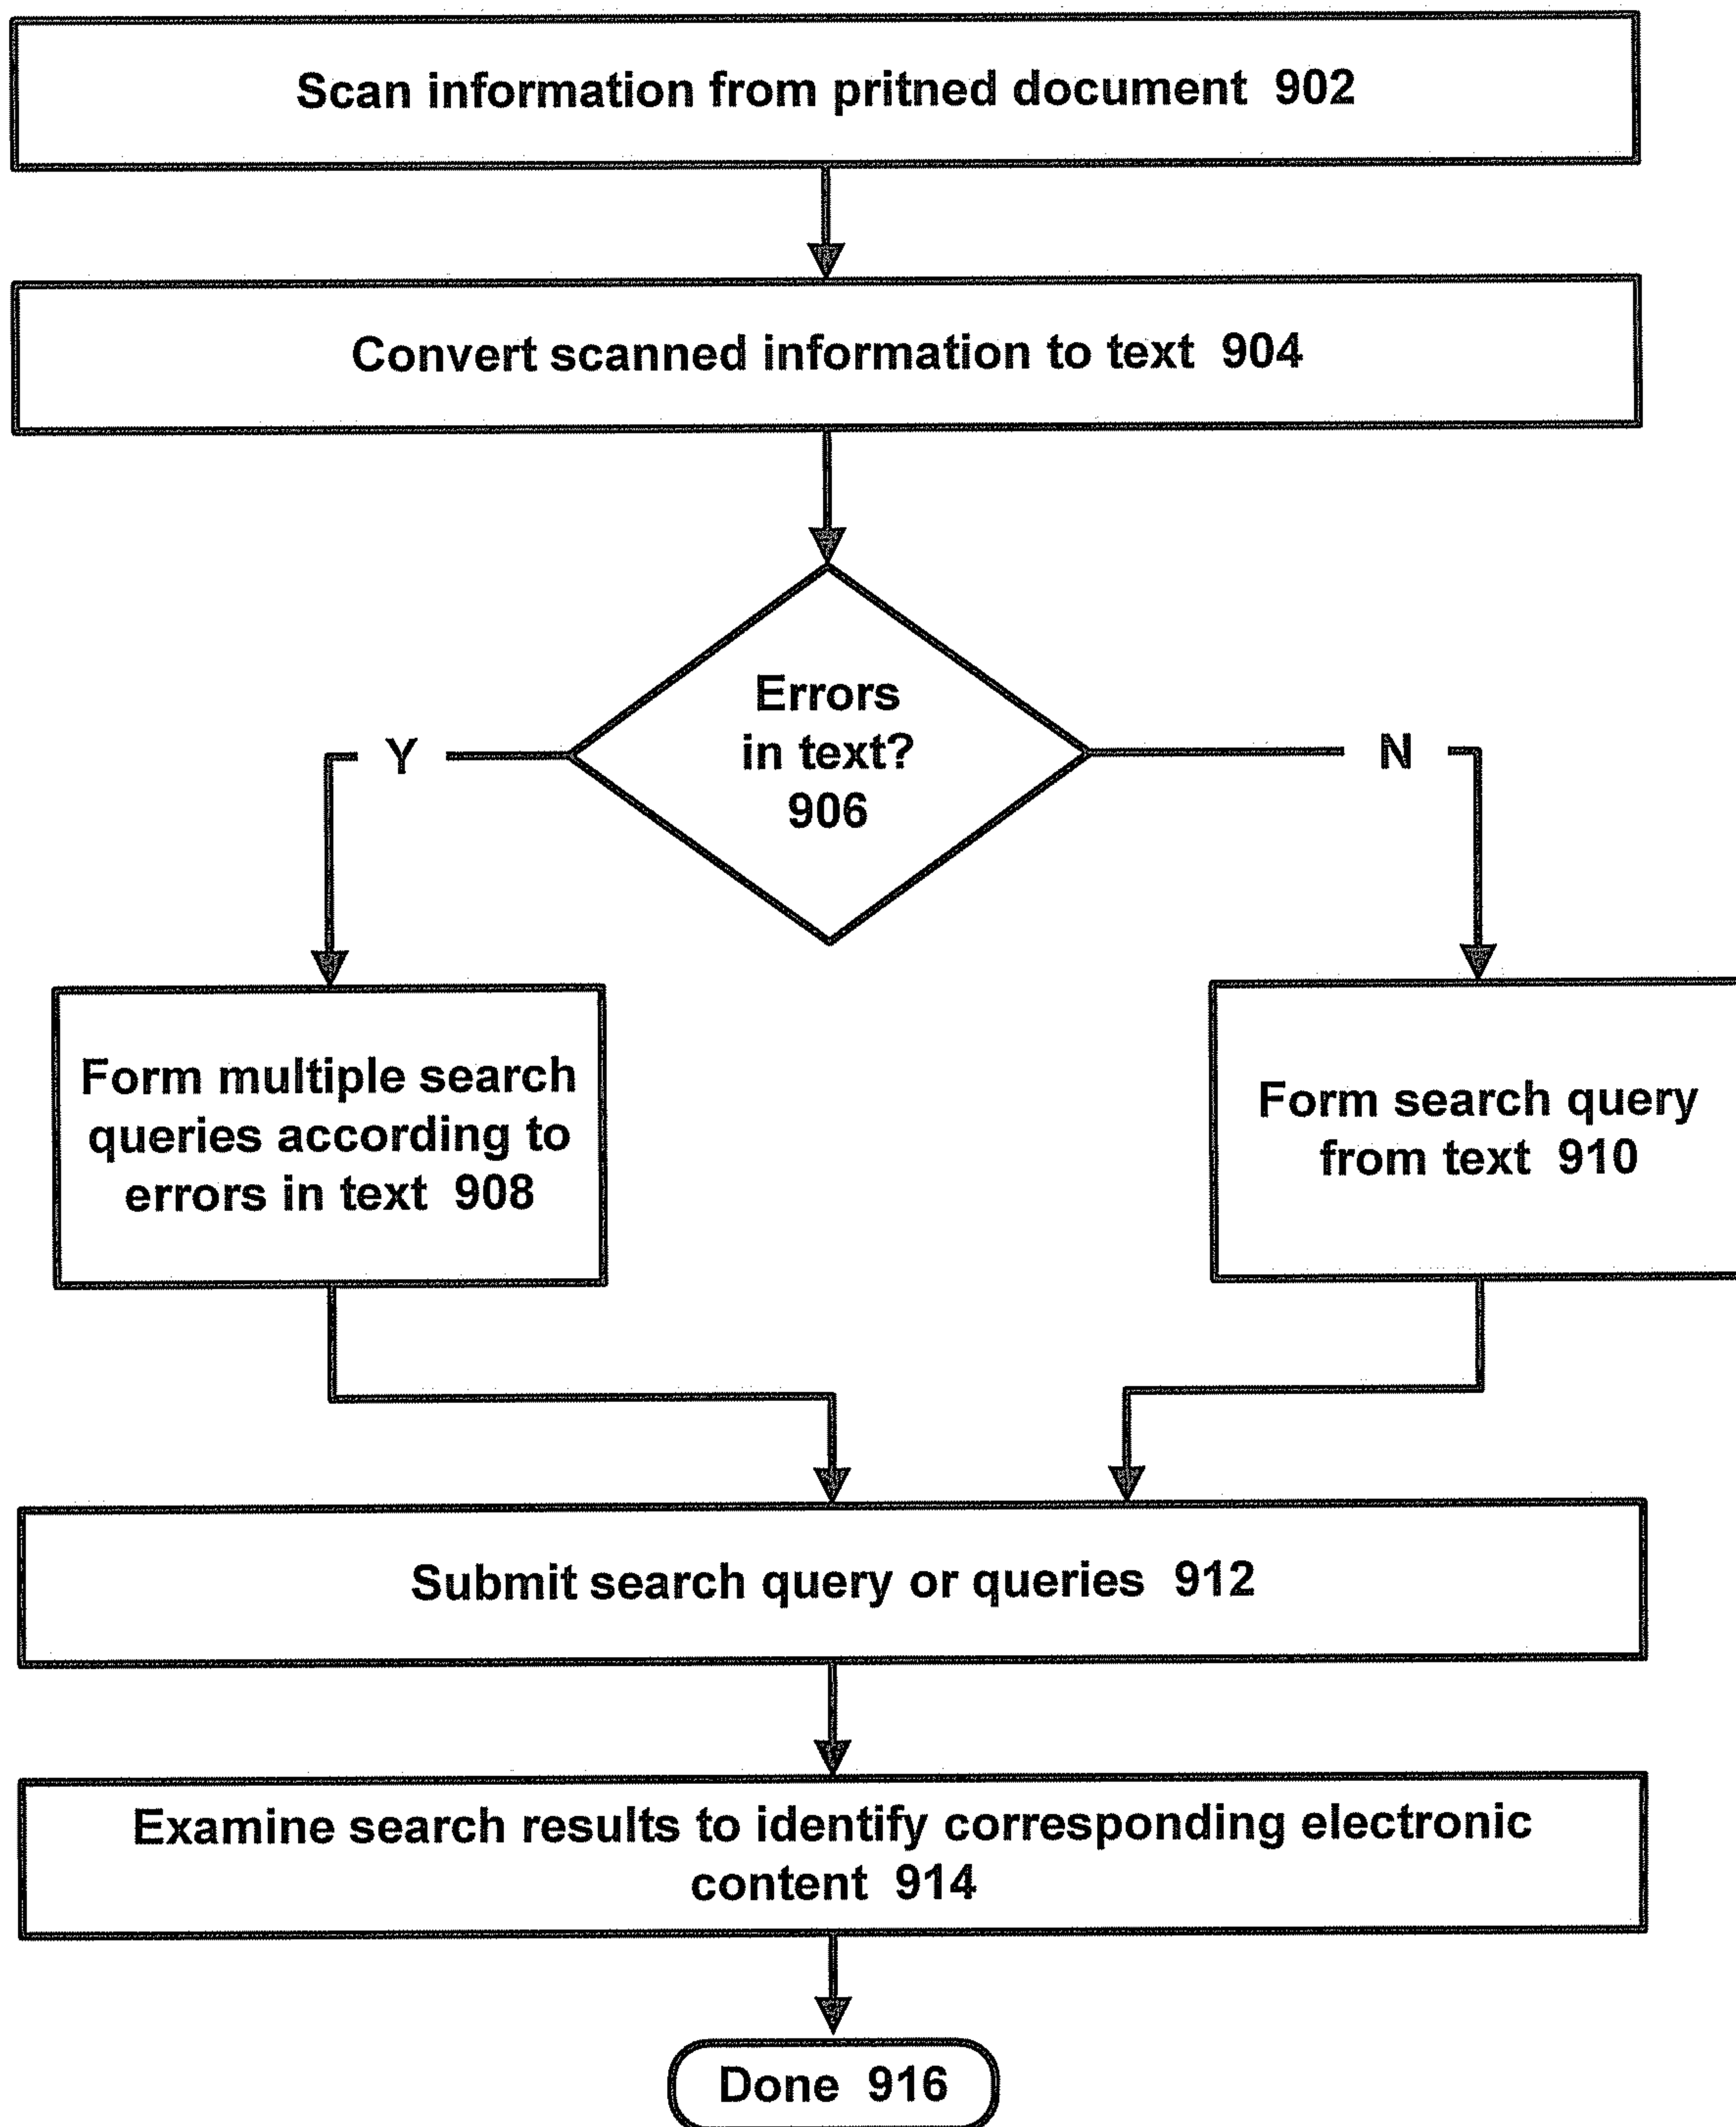 Scan information from pritned document 902
Convert scanned information to text 904
Errors
in text?
906
Y
N
Form multiple search
queries according to
errors in text 908
Form search query
from text 910
Submit search query or queries 912
Examine search results to identify corresponding electronic
content 914
Done 916